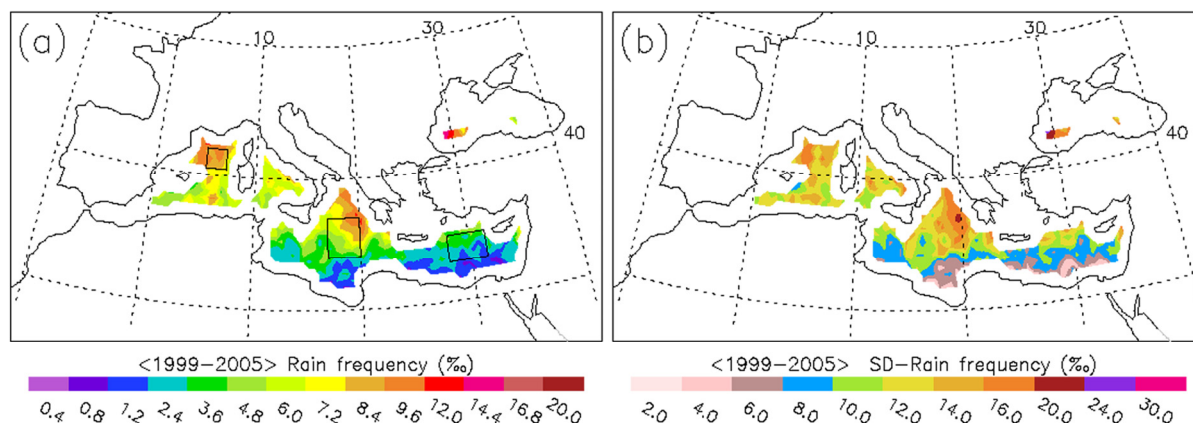 (a)
10
30
40
<1999-2005> Rain frequency (‰)
0.4 0.8 1.2 2.4 3.6 4.8 6.0 7.2 8.4 9.6 12.0 14.4 16.8 20.0
(b)
10
30
40
<1999-2005> SD-Rain frequency (‰)
2.0 4.0 6.0 8.0 10.0 12.0 14.0 16.0 20.0 24.0 30.0